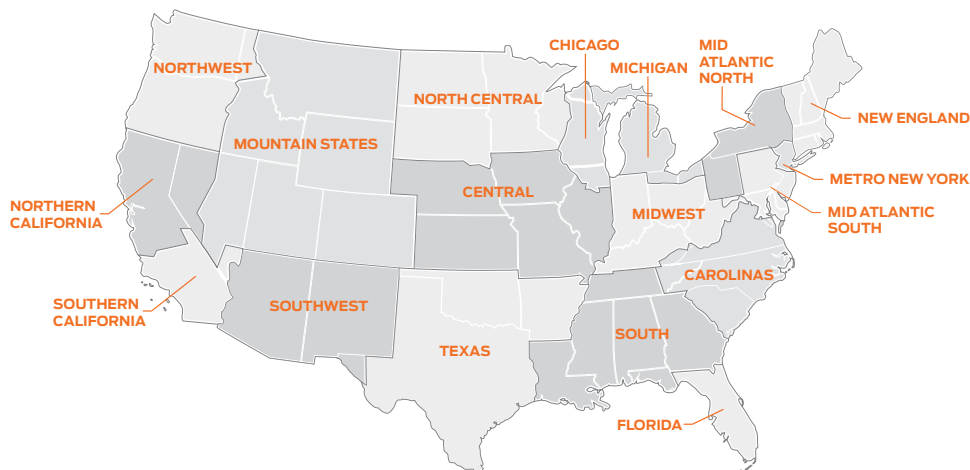 CHICAGO
MID
ATLANTIC
NORTH
MICHIGAN
NORTHWEST
NORTH CENTRAL
NEW ENGLAND
MOUNTAIN STATES
METRO NEW YORK
CENTRAL
NORTHERN
CALIFORNIA
MIDWEST
MID ATLANTIC
SOUTH
CAROLINAS
SOUTHERN
CALIFORNIA
SOUTHWEST
SOUTH
TEXAS
FLORIDA